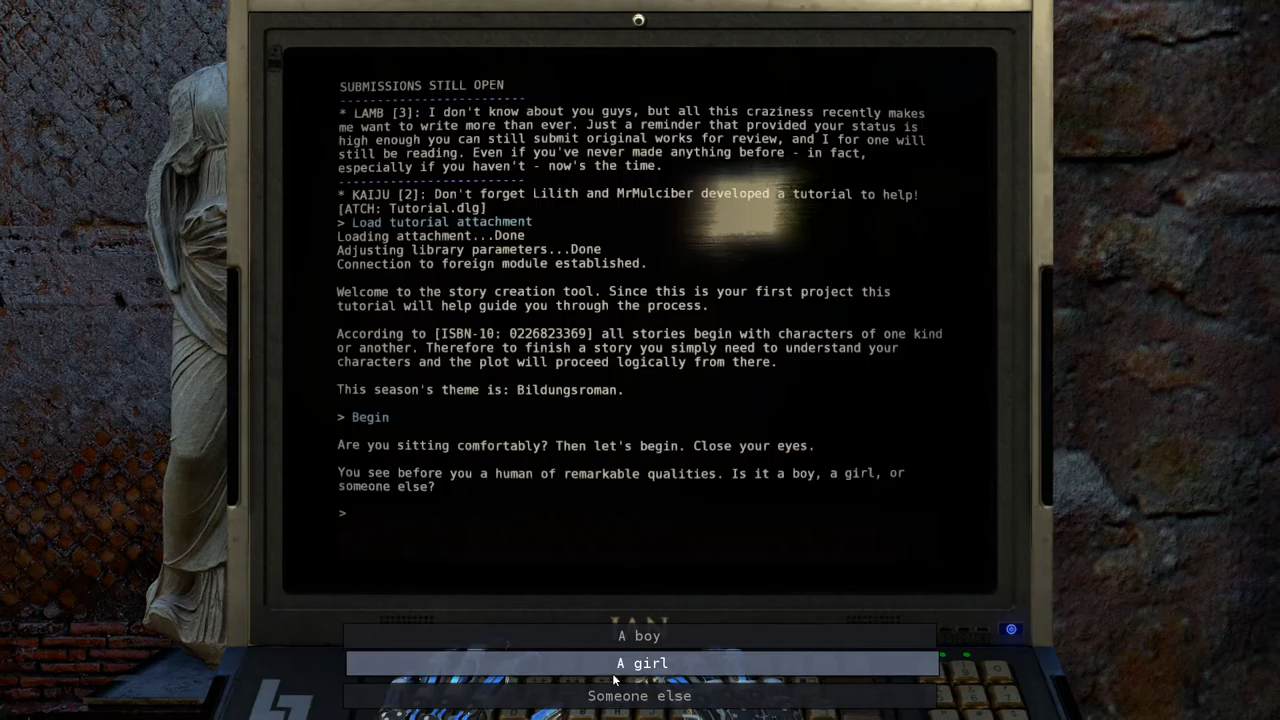 SUBMISSIONS STILL OPEN
-------------------------
* LAMB [3]: I don't know about you guys, but all this craziness recently makes
me want to write more than ever. Just a reminder that provided your status is
high enough you can still submit original works for review, and I for one will
still be reading. Even if you've never made anything before - in fact,
especially if you haven't - now's the time.
-------------------------
* KAIJU [2]: Don't forget Lilith and MrMulciber developed a tutorial to help!
[ATCH: Tutorial.dlg]
> Load tutorial attachment
Loading attachment...Done
Adjusting library parameters...Done
Connection to foreign module established.
Welcome to the story creation tool. Since this is your first project this
tutorial will help guide you through the process.
According to [ISBN-10: 0226823369] all stories begin with characters of one kind
or another. Therefore to finish a story you simply need to understand your
characters and the plot will proceed logically from there.
This season's theme is: Bildungsroman.
> Begin
Are you sitting comfortably? Then let's begin. Close your eyes.
You see before you a human of remarkable qualities. Is it a boy, a girl, or
someone else?
>
A boy
A girl
Someone else